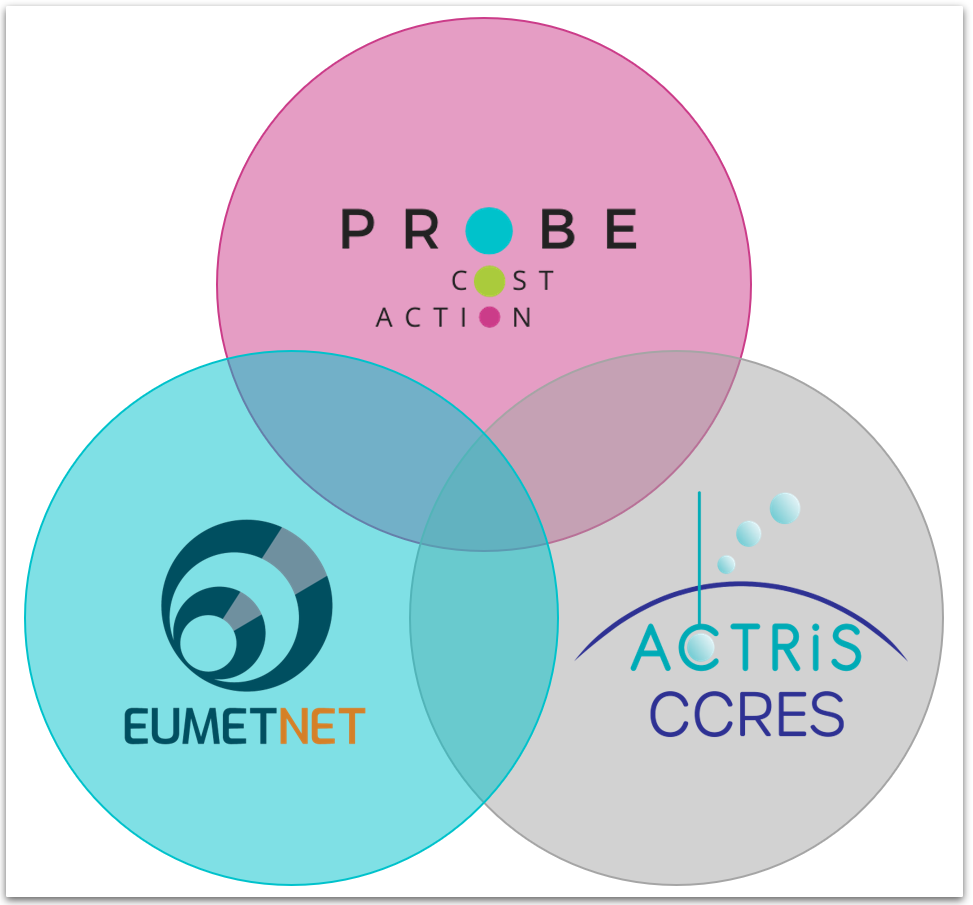 PROBE
COST
ACTION
EUMETNET
ACTRiS
CCRES